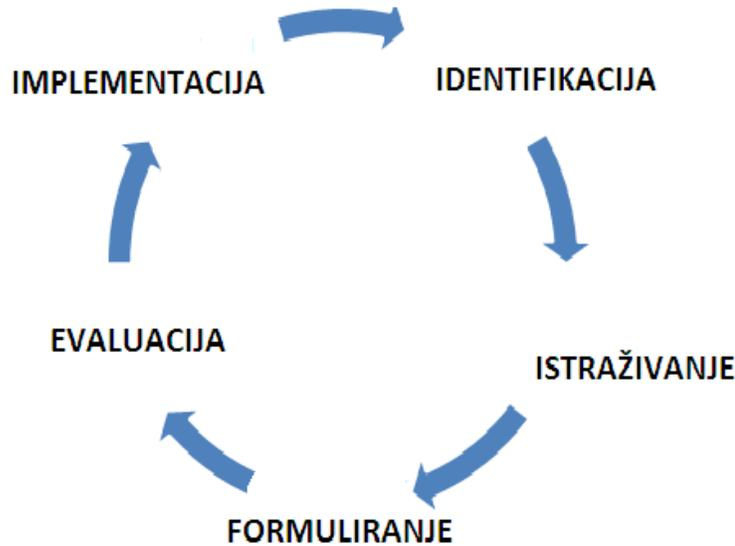 IMPLEMENTACIJA
IDENTIFIKACIJA
EVALUACIJA
ISTRAŽIVANJE
FORMULIRANJE